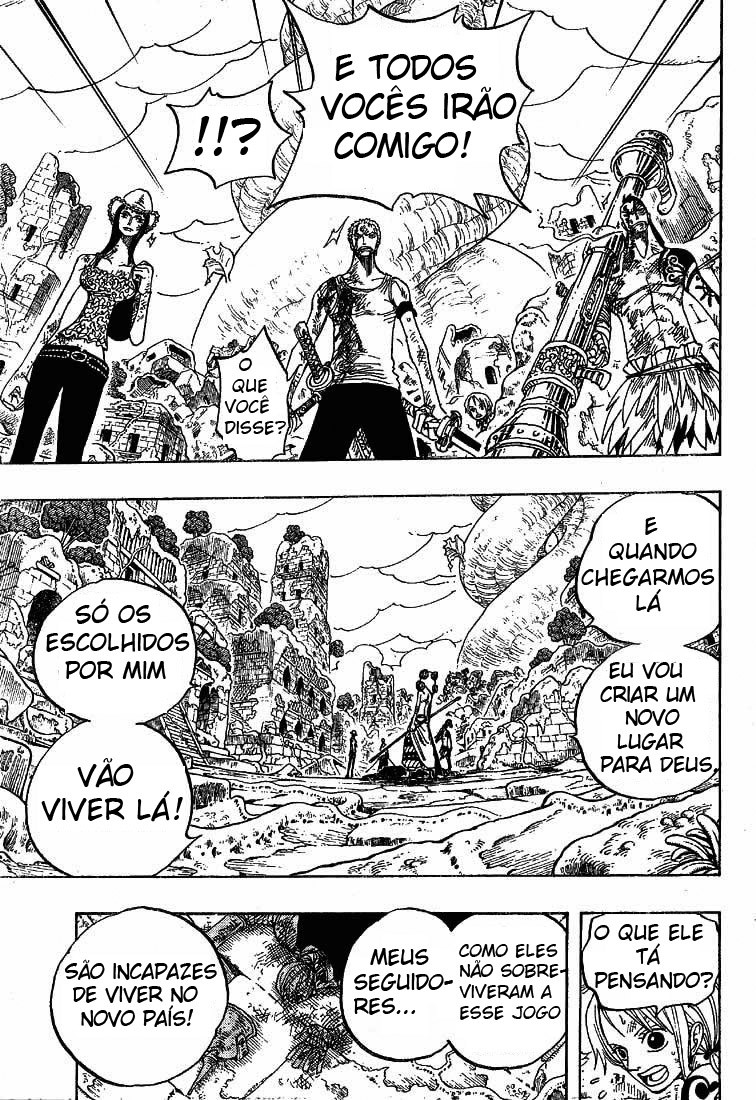 E TODOS
VOCÊS IRÃO
COMIGO!
!!?
O
QUE
VOCÊ
DISSE?
E
QUANDO
CHEGARMOS
LÁ
EU VOU
CRIAR UM
NOVO
LUGAR
PARA DEUS,
SÓ OS
ESCOLHIDOS
POR MIM
VÃO
VIVER LÁ!
O QUE ELE
TÁ
PENSANDO?
COMO ELES
NÃO SOBRE-
VIVERAM A
ESSE JOGO
MEUS
SEGUIDO-
RES...
SÃO INCAPAZES
DE VIVER NO
NOVO PAÍS!